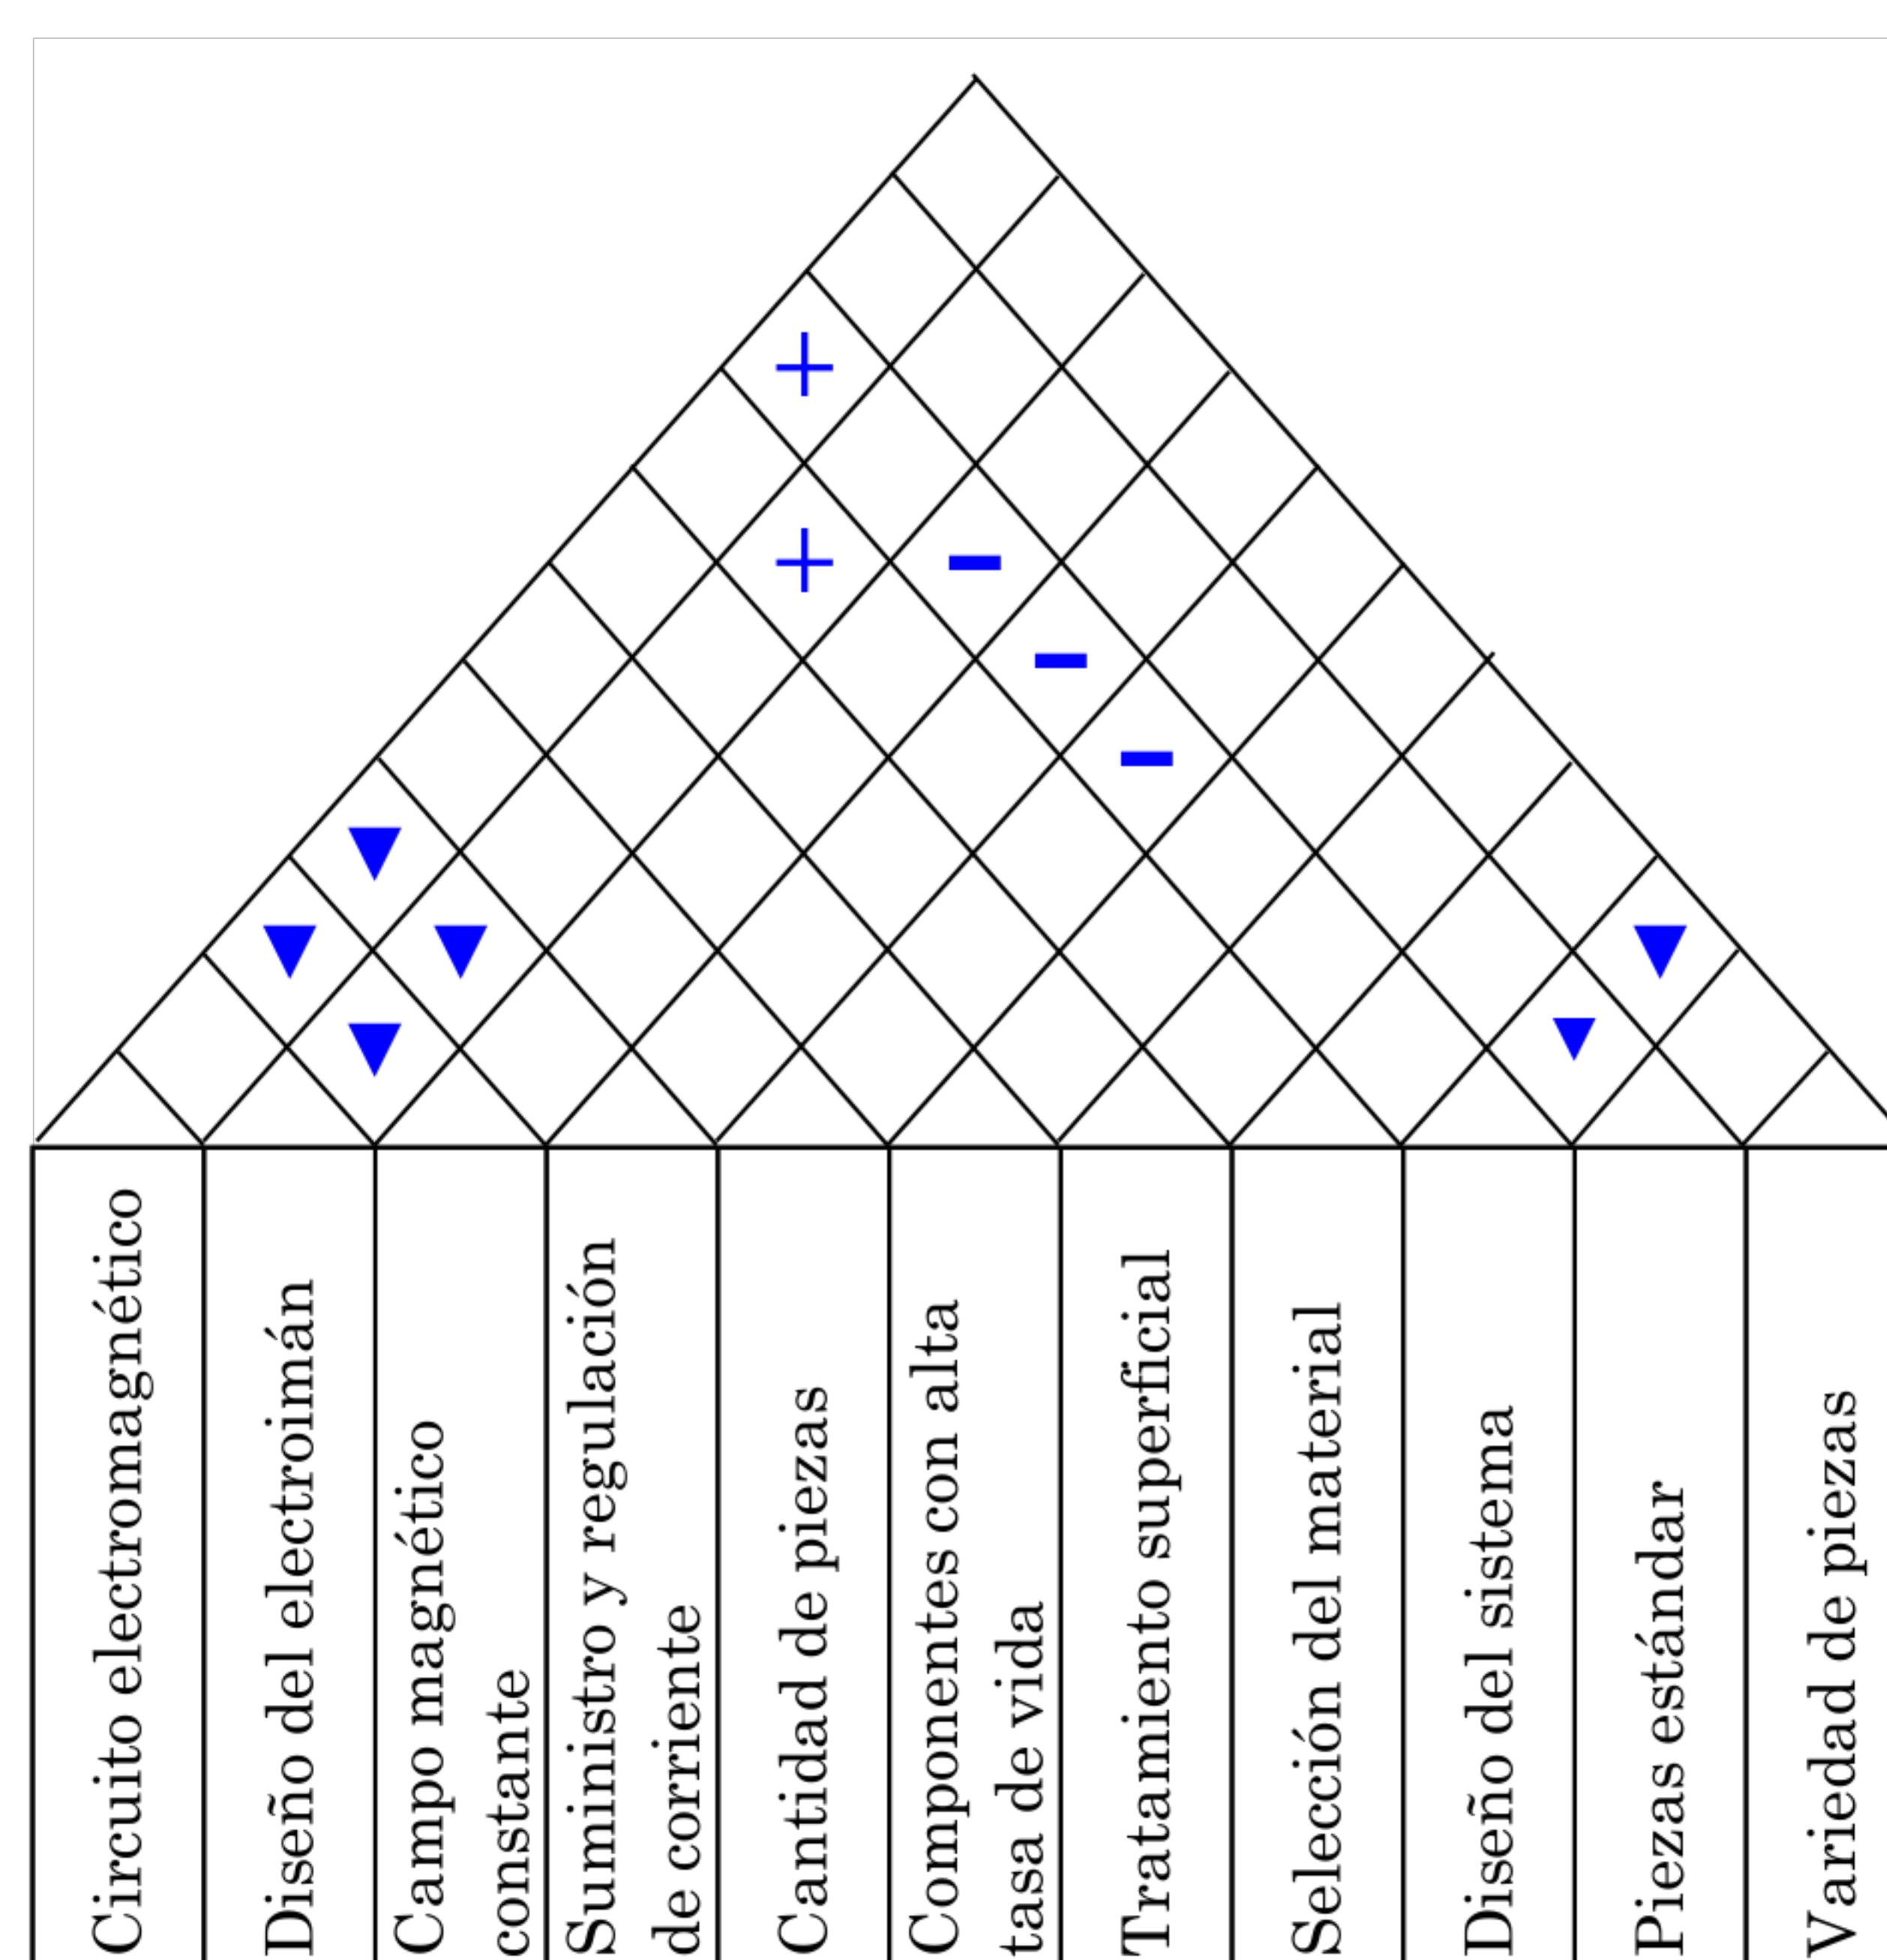 +
+
−
−
−
Circuito electromagnético
Diseño del electroimán
Campo magnético
constante
Suministro y regulación
de corriente
Cantidad de piezas
Componentes con alta
tasa de vida
Tratamiento superficial
Selección del material
Diseño del sistema
Piezas estándar
Variedad de piezas